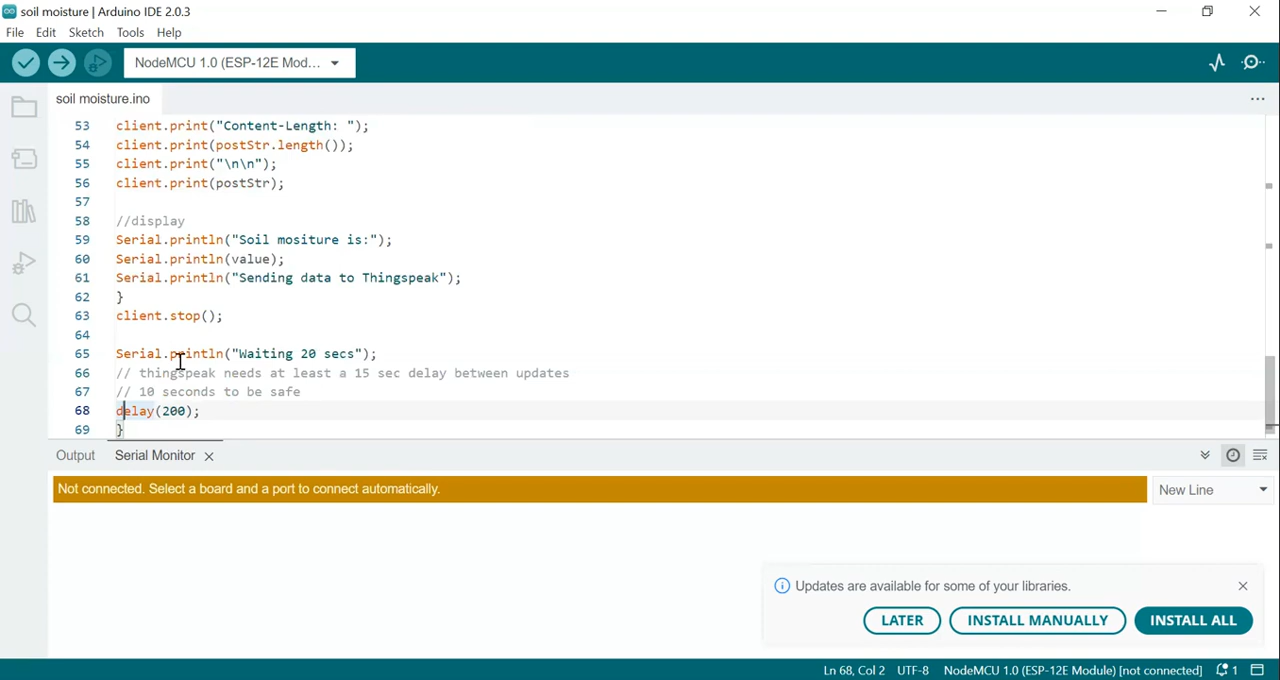 soil moisture | Arduino IDE 2.0.3
File Edit Sketch Tools Help
NodeMCU 1.0 (ESP-12E Mod...
soil moisture.ino
53 client.print("Content-Length: ");
54 client.print(postStr.length());
55 client.print("\n\n");
56 client.print(postStr);
57
58 //display
59 Serial.println("Soil mositure is:");
60 Serial.println(value);
61 Serial.println("Sending data to Thingspeak");
62 }
63 client.stop();
64
65 Serial.println("Waiting 20 secs");
66 // thingspeak needs at least a 15 sec delay between updates
67 // 10 seconds to be safe
68 delay(200);
69 }
Output Serial Monitor
Not connected. Select a board and a port to connect automatically.
New Line
Updates are available for some of your libraries.
LATER INSTALL MANUALLY INSTALL ALL
Ln 68, Col 2 UTF-8 NodeMCU 1.0 (ESP-12E Module) [not connected] 1